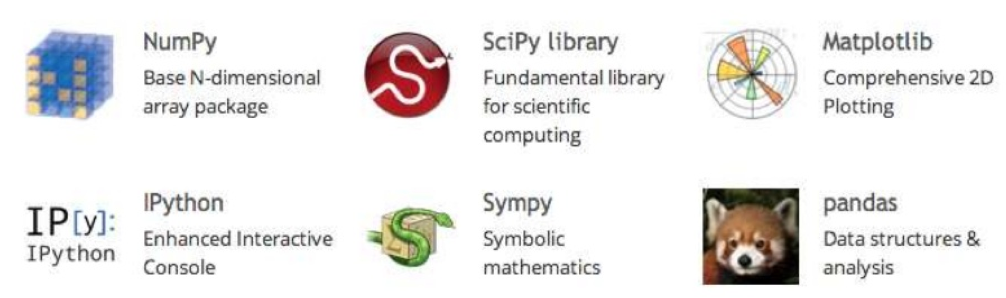 NumPy
Base N-dimensional
array package
SciPy library
Fundamental library
for scientific
computing
Matplotlib
Comprehensive 2D
Plotting
IP[y]:
IPython
IPython
Enhanced Interactive
Console
Sympy
Symbolic
mathematics
pandas
Data structures &
analysis